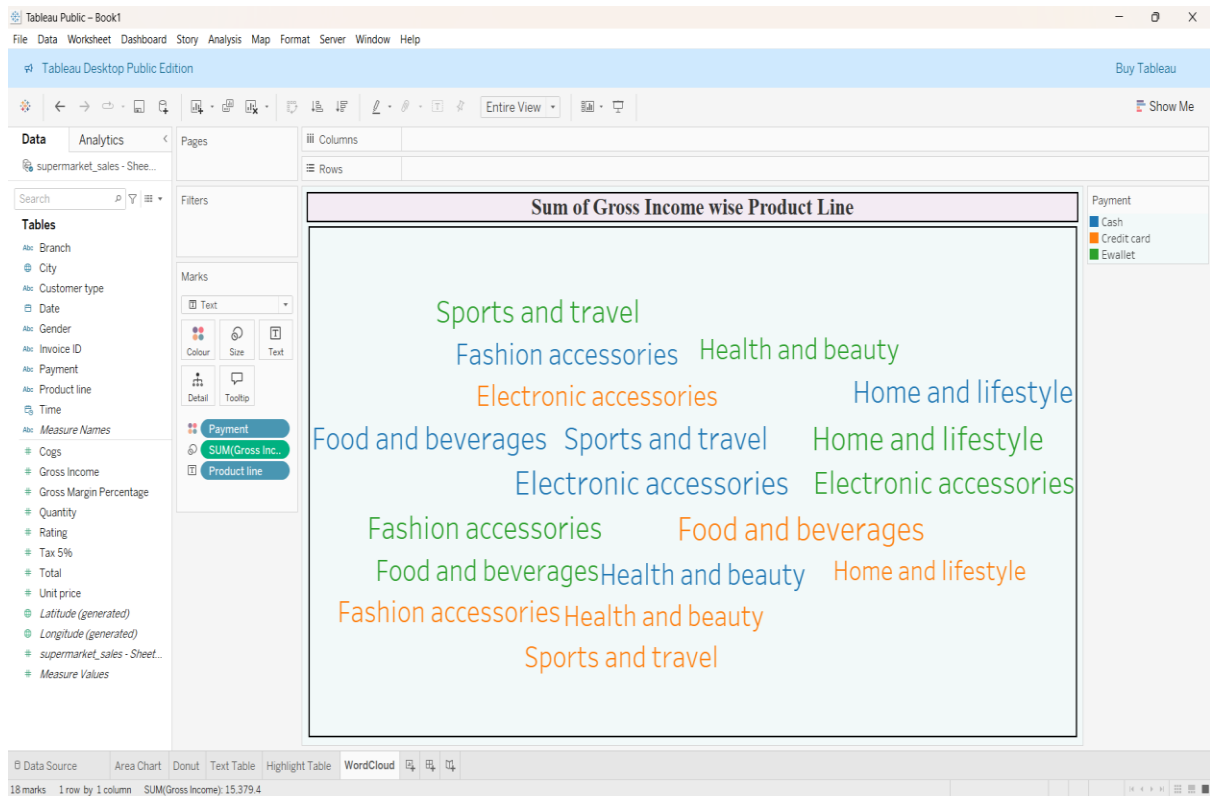 Tableau Public – Book1
File Data Worksheet Dashboard Story Analysis Map Format Server Window Help
Tableau Desktop Public Edition
Buy Tableau
Entire View
Show Me
Data
Analytics
Pages
Columns
supermarket_sales - Shee...
Rows
Search
Filters
Tables
Abc Branch
City
Abc Customer type
Date
Abc Gender
Abc Invoice ID
Abc Payment
Abc Product line
Time
Abc Measure Names
# Cogs
# Gross Income
# Gross Margin Percentage
# Quantity
# Rating
# Tax 5%
# Total
# Unit price
Latitude (generated)
Longitude (generated)
# supermarket_sales - Sheet...
# Measure Values
Marks
Text
Colour
Size
Text
Detail
Tooltip
Payment
SUM(Gross Inc..
Product line
Sum of Gross Income wise Product Line
Sports and travel
Fashion accessories
Health and beauty
Electronic accessories
Home and lifestyle
Food and beverages
Sports and travel
Home and lifestyle
Electronic accessories
Electronic accessories
Fashion accessories
Food and beverages
Food and beverages
Health and beauty
Home and lifestyle
Fashion accessories
Health and beauty
Sports and travel
Payment
Cash
Credit card
Ewallet
Data Source
Area Chart
Donut
Text Table
Highlight Table
WordCloud
18 marks 1 row by 1 column SUM(Gross Income): 15.379.4